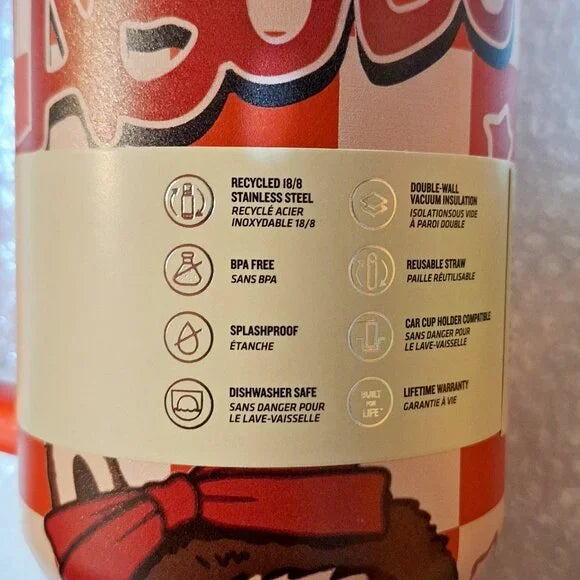 RECYCLED 18/8
STAINLESS STEEL
RECYCLÉ ACIER
INOXYDABLE 18/8
BPA FREE
SANS BPA
SPLASHPROOF
ÉTANCHE
DISHWASHER SAFE
SANS DANGER POUR
LE LAVE-VAISSELLE
DOUBLE-WALL
VACUUM INSULATION
ISOLATIONSOUS VIDE
À PAROI DOUBLE
REUSABLE STRAW
PAILLE RÉUTILISABLE
CAR CUP HOLDER COMPATIBLE
SANS DANGER POUR
LE LAVE-VAISSELLE
BUILT
FOR
LIFE™
LIFETIME WARRANTY
GARANTIE À VIE